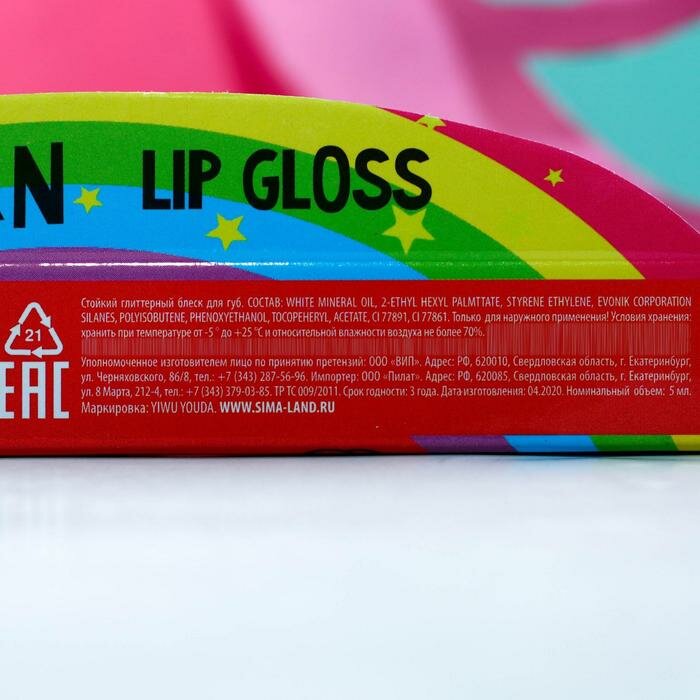 LIP GLOSS
Стойкий глиттерный блеск для губ. СОСТАВ: WHITE MINERAL OIL, 2-ETHYL HEXYL PALMTTATE, STYRENE ETHYLENE, EVONIK CORPORATION
SILANES, POLYISOBUTENE, PHENOXYETHANOL, TOCOPEHERYL, ACETATE, CI 77891, CI 77861. Только для наружного применения! Условия хранения:
хранить при температуре от -5 ° до +25 °С и относительной влажности воздуха не более 70%.
21
Уполномоченное изготовителем лицо по принятию претензий: ООО «ВИП». Адрес: РФ, 620010, Свердловская область, г. Екатеринбург,
ул. Черняховского, 86/8, тел.: +7 (343) 287-56-96. Импортер: ООО «Пилат». Адрес: РФ, 620085, Свердловская область, г. Екатеринбург,
ул. 8 Марта, 212-4, тел.: +7 (343) 379-03-85. ТР ТС 009/2011. Срок годности: 3 года. Дата изготовления: 04.2020. Номинальный объем: 5 мл.
EAC
Маркировка: YIWU YOUDA. WWW.SIMA-LAND.RU